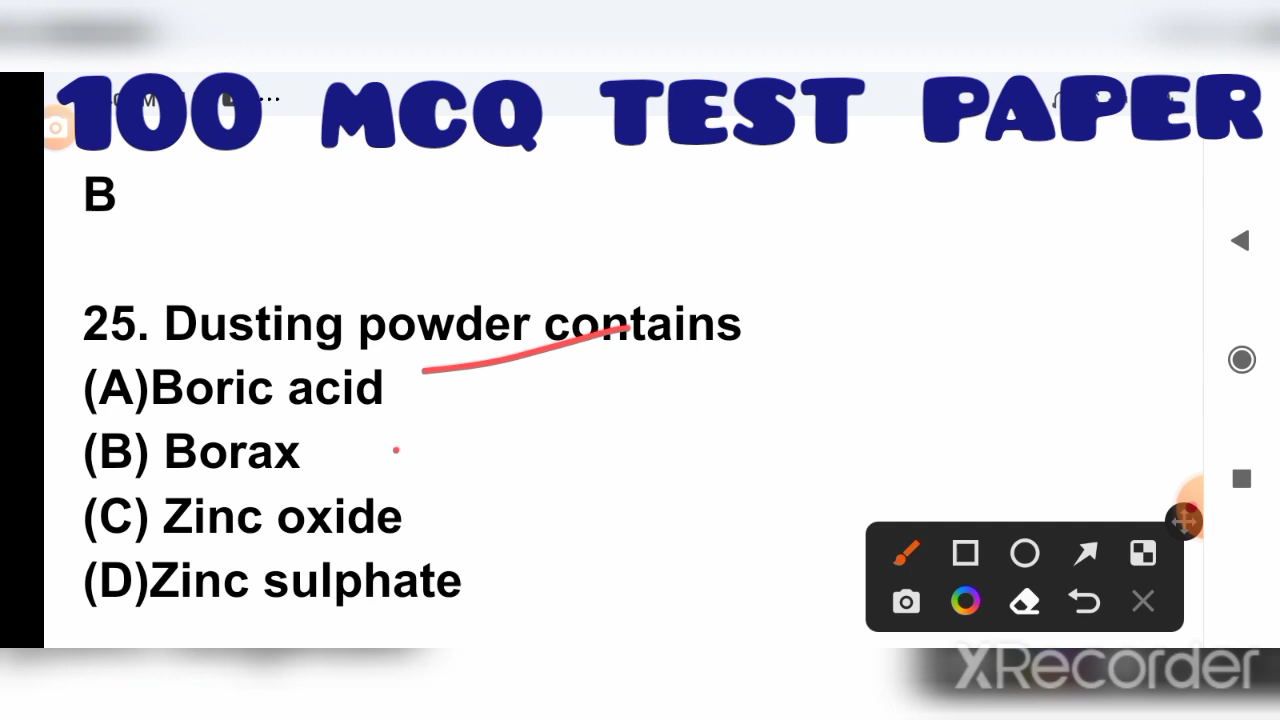 100 MCQ TEST PAPER
B
25. Dusting powder contains
(A)Boric acid
(B) Borax
(C) Zinc oxide
(D)Zinc sulphate
XRecorder